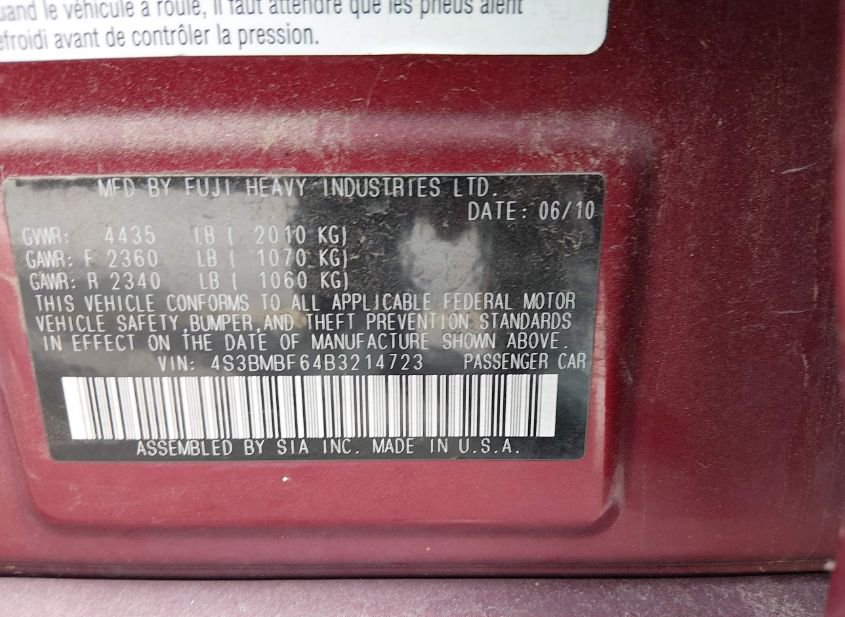 uand le véhicule a roulé, il faut attendre que les pneus aient
efroidi avant de contrôler la pression.
MFD BY FUJI HEAVY INDUSTRIES LTD.
DATE: 06/10
GVWR: 4435 LB ( 2010 KG)
GAWR: F 2360 LB ( 1070 KG)
GAWR: R 2340 LB ( 1060 KG)
THIS VEHICLE CONFORMS TO ALL APPLICABLE FEDERAL MOTOR
VEHICLE SAFETY,BUMPER,AND THEFT PREVENTION STANDARDS
IN EFFECT ON THE DATE OF MANUFACTURE SHOWN ABOVE.
VIN: 4S3BMBF64B3214723 PASSENGER CAR
ASSEMBLED BY SIA INC. MADE IN U.S.A.